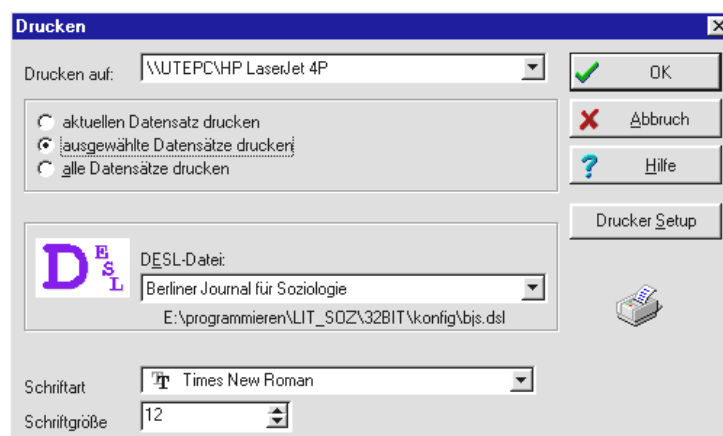 Drucken
Drucken auf: \\UTEPC\HP LaserJet 4P
OK
aktuellen Datensatz drucken
ausgewählte Datensätze drucken
alle Datensätze drucken
Abbruch
Hilfe
Drucker Setup
DESL
DESL-Datei:
Berliner Journal für Soziologie
E:\programmieren\LIT_SOZ\32BIT\konfig\bjs.dsl
Schriftart Times New Roman
Schriftgröße 12